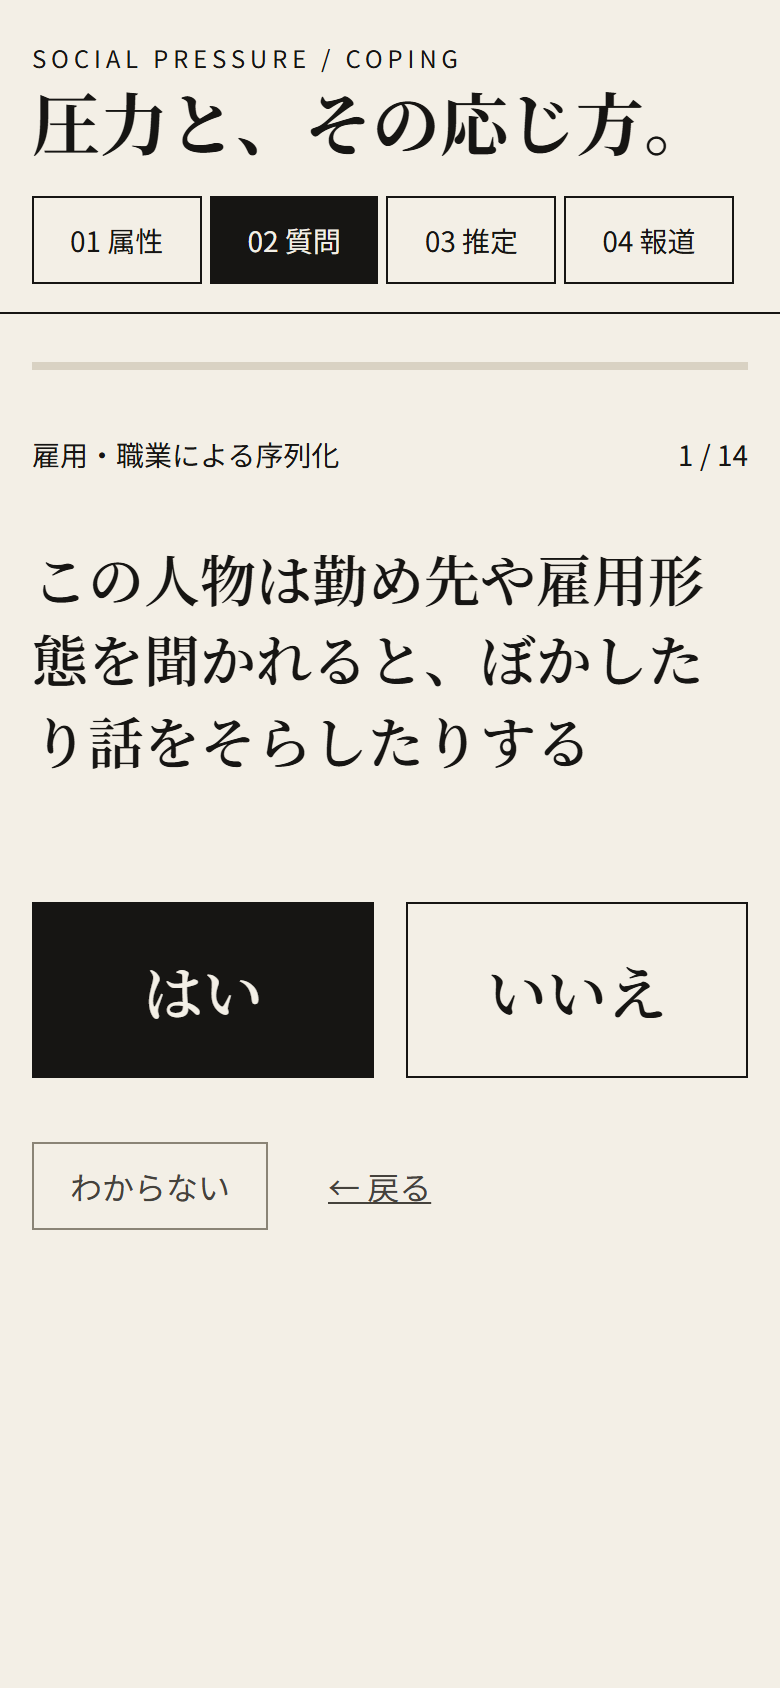 SOCIAL PRESSURE / COPING
圧力と、その応じ方。
01 属性
02 質問
03 推定
04 報道
雇用・職業による序列化
1 / 14
この人物は勤め先や雇用形
態を聞かれると、ぼかした
り話をそらしたりする
はい
いいえ
わからない
← 戻る